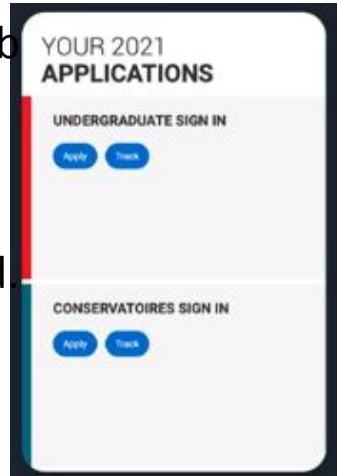 b
YOUR 2021
APPLICATIONS
UNDERGRADUATE SIGN IN
Apply Track
d.
CONSERVATOIRES SIGN IN
Apply Track